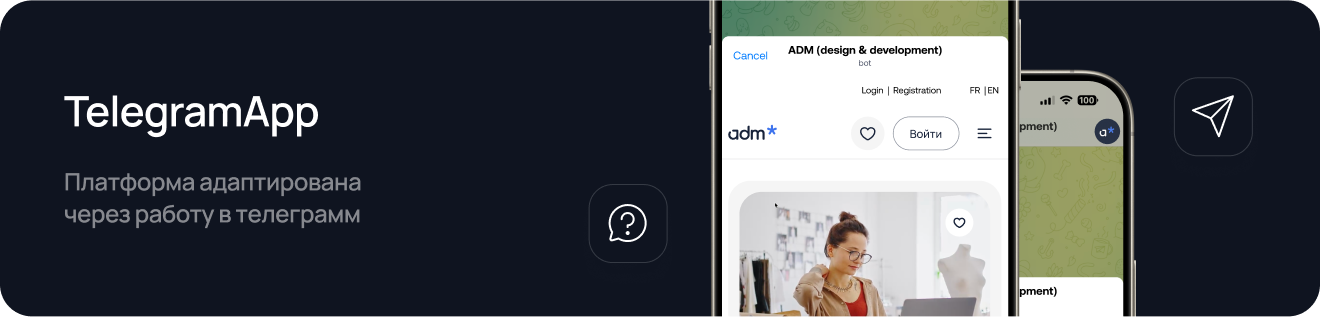 TelegramApp
Платформа адаптирована
через работу в телеграмм
Cancel
ADM (design & development)
bot
Login | Registration
FR | EN
adm*
Войти
100
pment)
a*
pment)